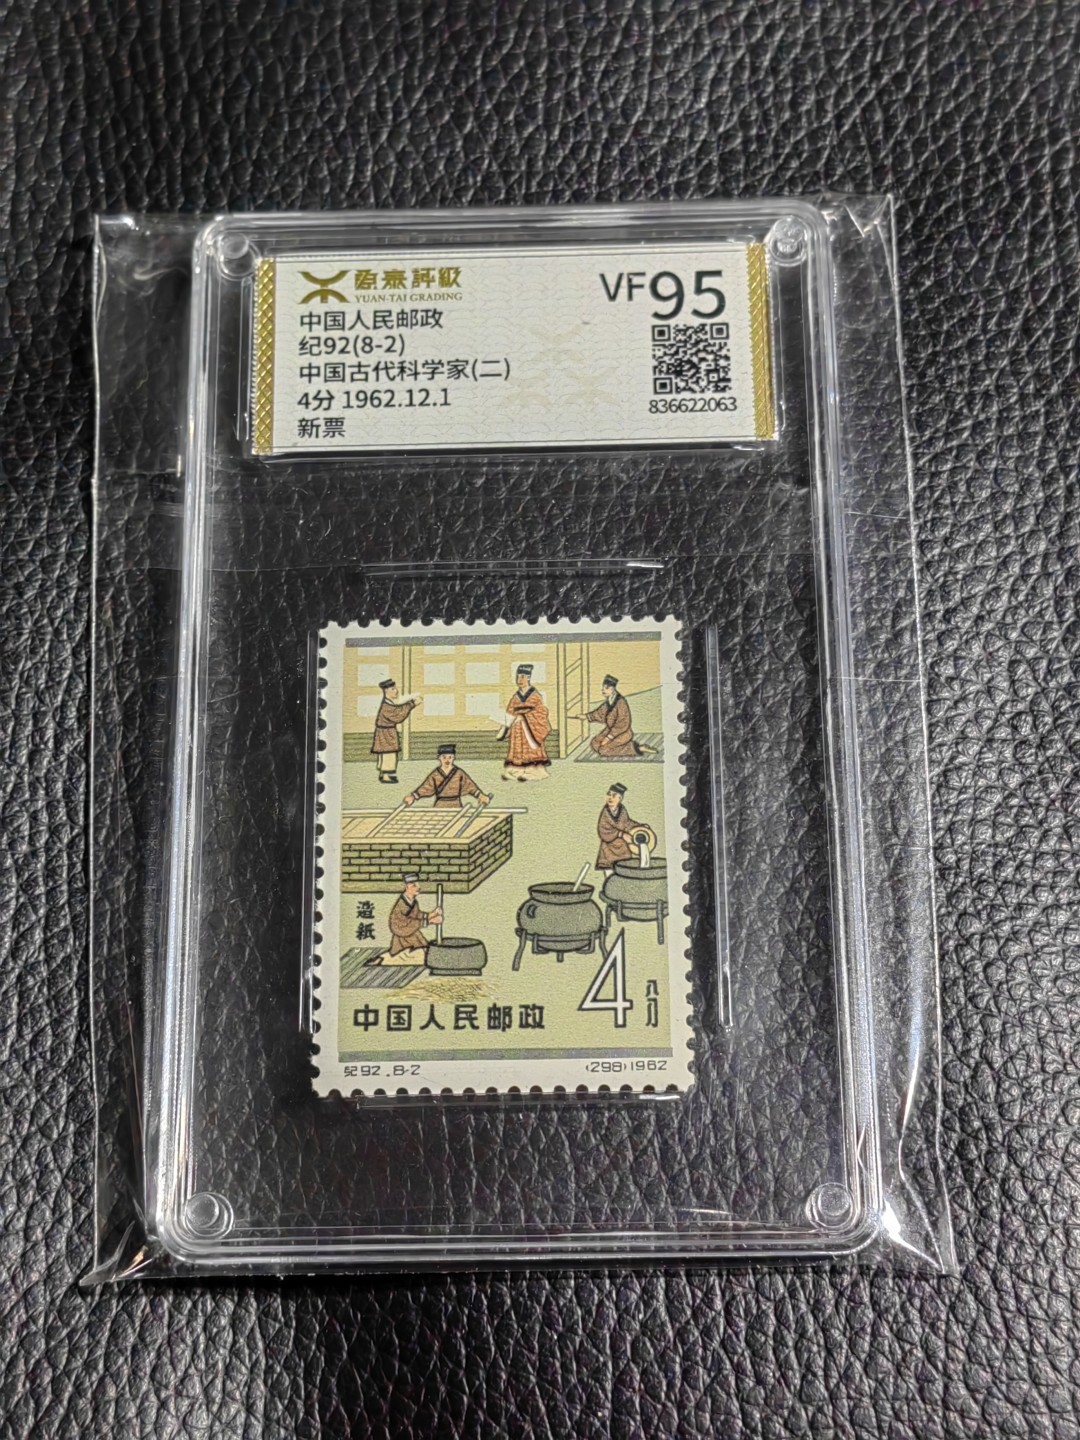 源泰評級
YUAN-TAI GRADING
VF95
中国人民邮政
纪92(8-2)
中国古代科学家(二)
4分 1962.12.1
新票
836622063
造紙
4分
中国人民邮政
纪92.8-2
(298)1962